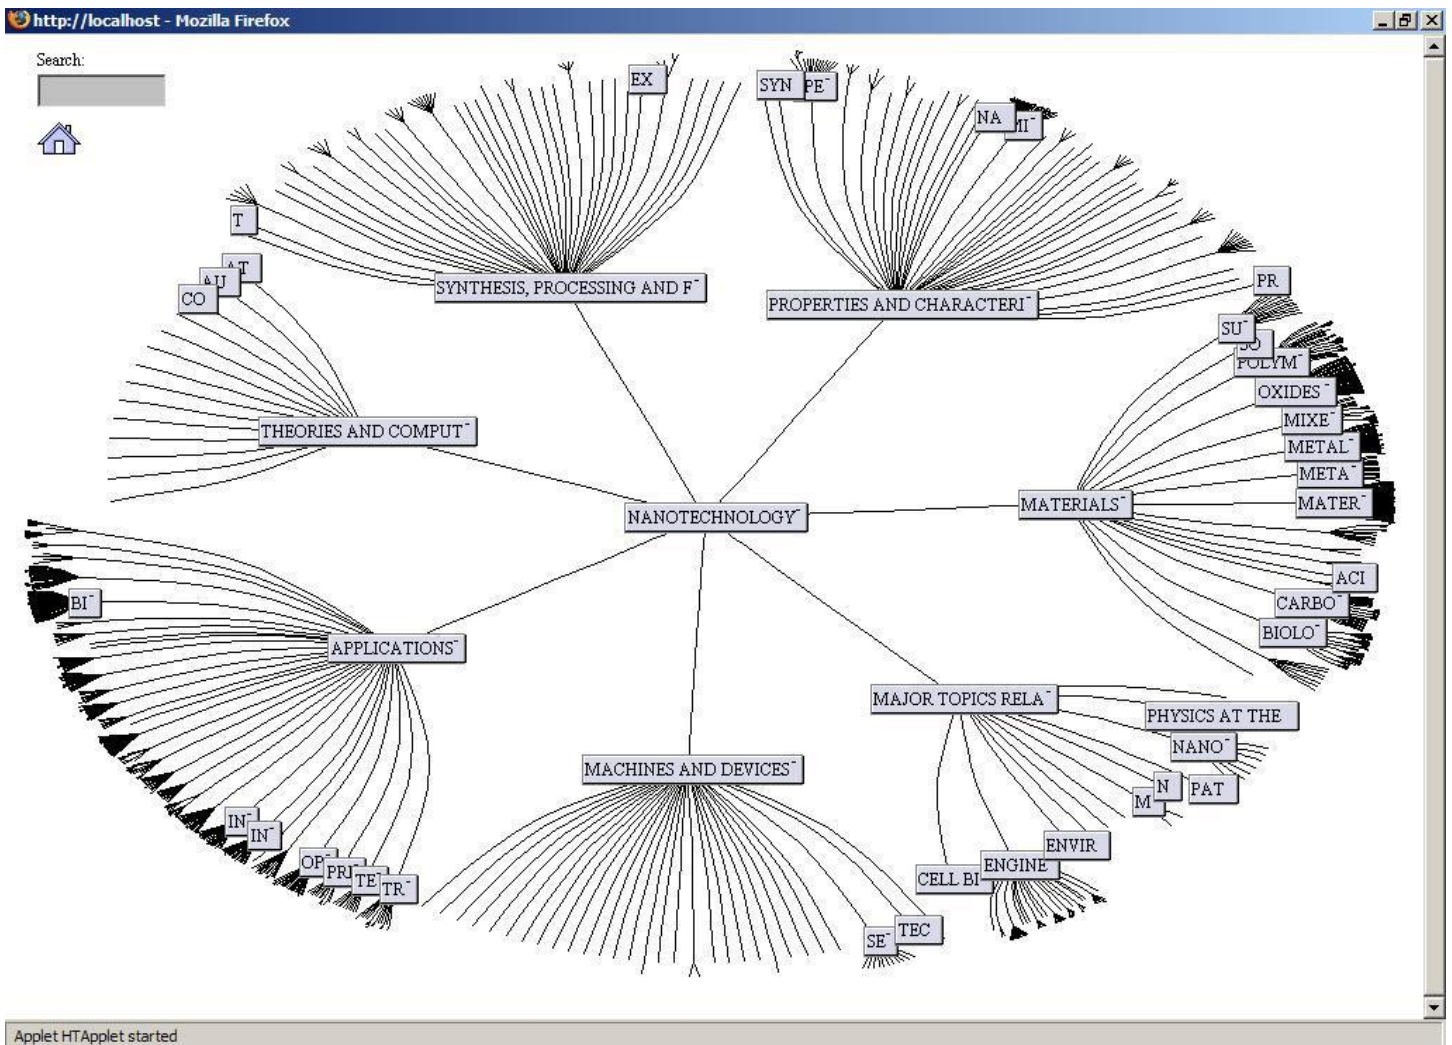 http://localhost - Mozilla Firefox
Search:
EX
SYN
PE-
NA
MI-
T
AT
AU
CO
PR
SYNTHESIS, PROCESSING AND F-
PROPERTIES AND CHARACTERI-
SU-
SO
POLYM-
OXIDES-
MIXE-
THEORIES AND COMPUT-
METAL-
META-
MATERIALS-
MATER-
NANOTECHNOLOGY-
ACI
BI-
CARBO-
BIOLO-
APPLICATIONS-
MAJOR TOPICS RELA-
PHYSICS AT THE
NANO-
MACHINES AND DEVICES-
N
PAT
M
IN-
IN-
ENVIR
OP-
PRI-
ENGINE-
TE-
CELL BI
TR-
TEC
SE-
Applet HTApplet started